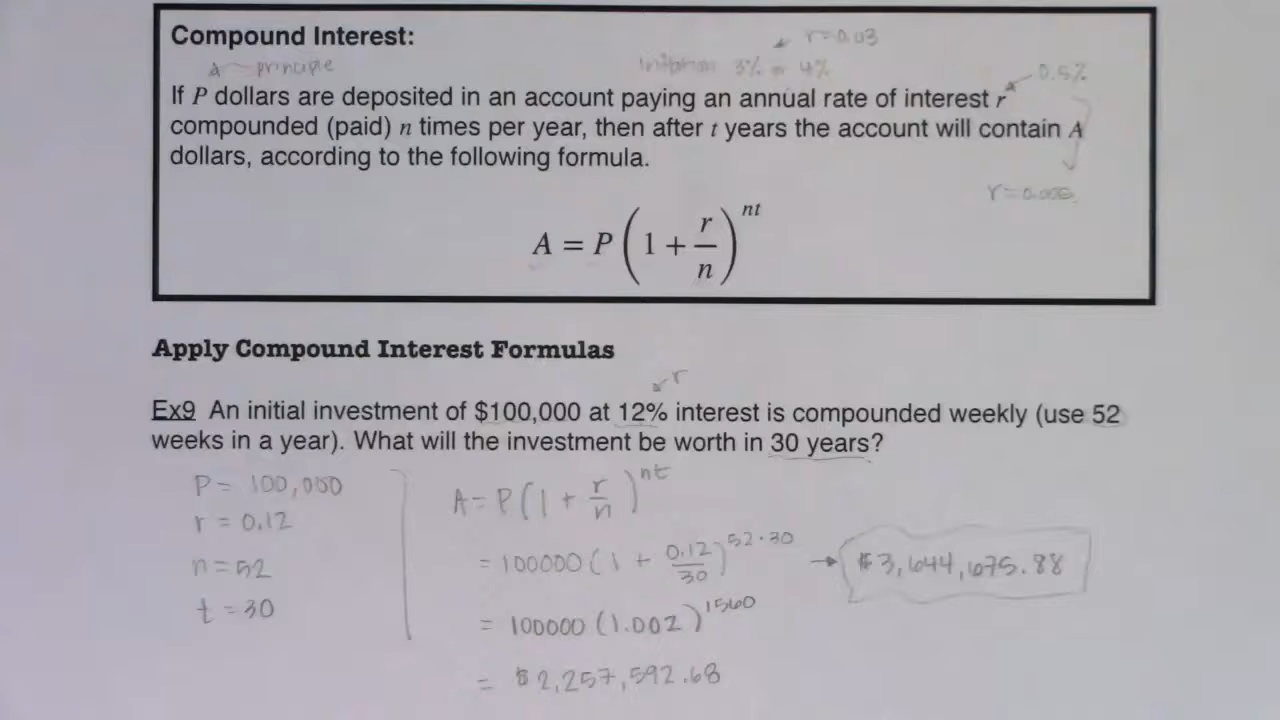 Compound Interest:
r=0.03
principle
3% or 4%
0.5%
If P dollars are deposited in an account paying an annual rate of interest r
compounded (paid) n times per year, then after t years the account will contain A
dollars, according to the following formula.
A = P(1 + r/n)^nt
Apply Compound Interest Formulas
r
Ex9 An initial investment of $100,000 at 12% interest is compounded weekly (use 52
weeks in a year). What will the investment be worth in 30 years?
P = 100,000
r = 0.12
n = 52
t = 30
A = P(1 + r/n)^nt
= 100000(1 + 0.12/30)^52·30 → $3,644,675.88
= 100000(1.002)^1560
= $2,257,592.68